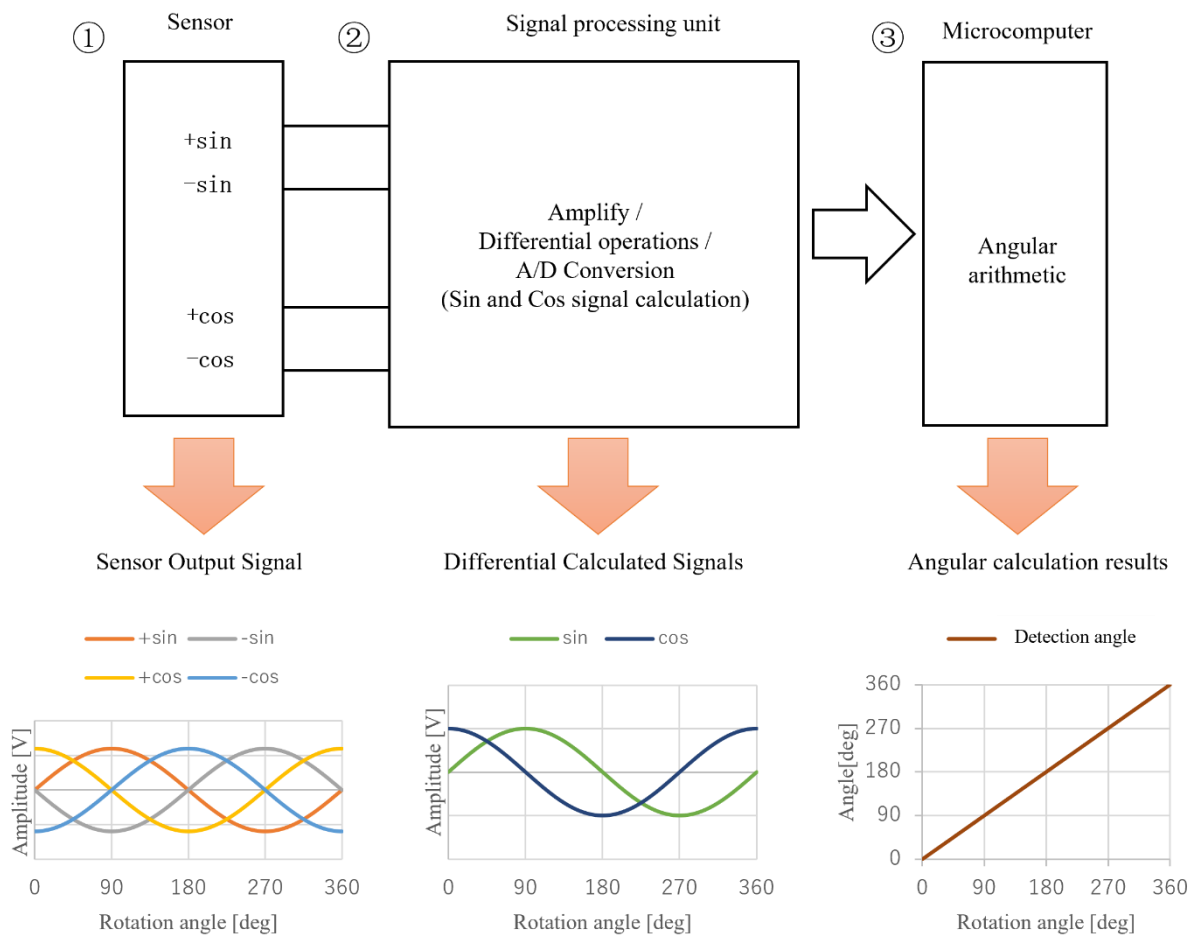 ① Sensor
② Signal processing unit
③ Microcomputer
+sin
−sin
+cos
−cos
Amplify /
Differential operations /
A/D Conversion
(Sin and Cos signal calculation)
Angular
arithmetic
Sensor Output Signal
Differential Calculated Signals
Angular calculation results
+sin -sin
+cos -cos
Amplitude [V]
0 90 180 270 360
Rotation angle [deg]
sin cos
Amplitude [V]
0 90 180 270 360
Rotation angle [deg]
Detection angle
Angle[deg]
360
270
180
90
0
0 90 180 270 360
Rotation angle [deg]